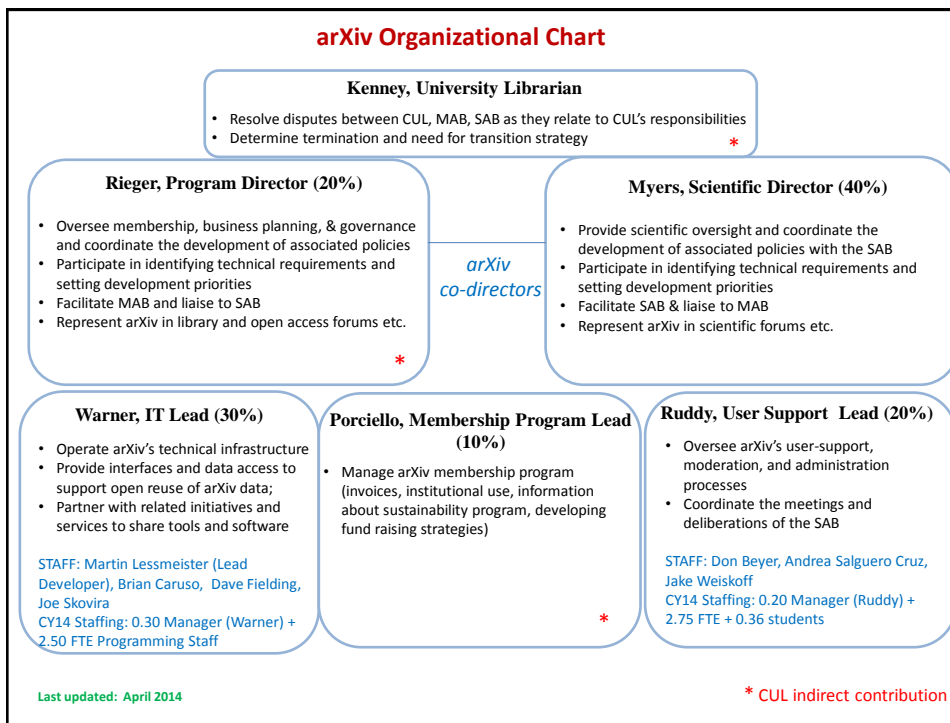 arXiv Organizational Chart
Kenney, University Librarian
• Resolve disputes between CUL, MAB, SAB as they relate to CUL's responsibilities
• Determine termination and need for transition strategy
*
Rieger, Program Director (20%)
• Oversee membership, business planning, & governance
and coordinate the development of associated policies
• Participate in identifying technical requirements and
setting development priorities
• Facilitate MAB and liaise to SAB
• Represent arXiv in library and open access forums etc.
*
arXiv
co-directors
Myers, Scientific Director (40%)
• Provide scientific oversight and coordinate the
development of associated policies with the SAB
• Participate in identifying technical requirements and
setting development priorities
• Facilitate SAB & liaise to MAB
• Represent arXiv in scientific forums etc.
Warner, IT Lead (30%)
• Operate arXiv's technical infrastructure
• Provide interfaces and data access to
support open reuse of arXiv data;
• Partner with related initiatives and
services to share tools and software
STAFF: Martin Lessmeister (Lead
Developer), Brian Caruso, Dave Fielding,
Joe Skovira
CY14 Staffing: 0.30 Manager (Warner) +
2.50 FTE Programming Staff
Porciello, Membership Program Lead
(10%)
• Manage arXiv membership program
(invoices, institutional use, information
about sustainability program, developing
fund raising strategies)
*
Ruddy, User Support Lead (20%)
• Oversee arXiv's user-support,
moderation, and administration
processes
• Coordinate the meetings and
deliberations of the SAB
STAFF: Don Beyer, Andrea Salguero Cruz,
Jake Weiskoff
CY14 Staffing: 0.20 Manager (Ruddy) +
2.75 FTE + 0.36 students
Last updated: April 2014
* CUL indirect contribution